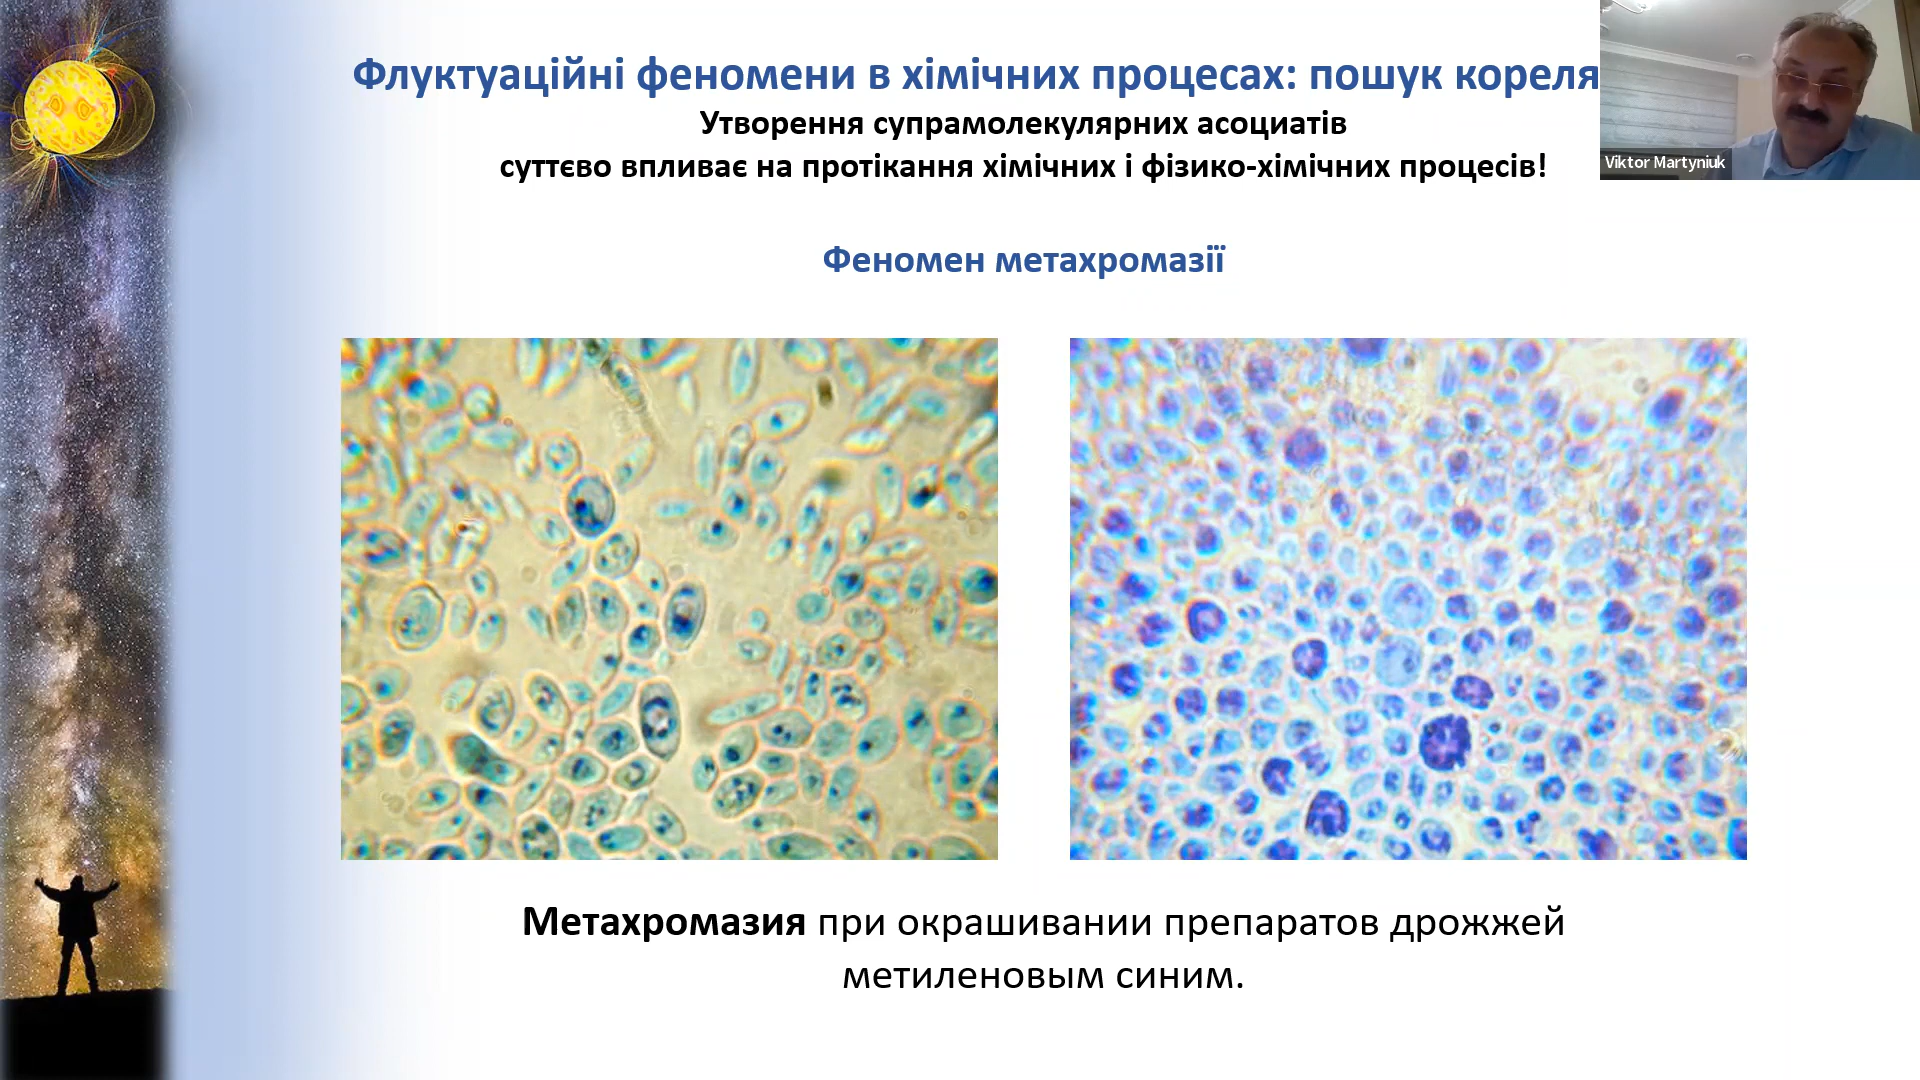 Флуктуаційні феномени в хімічних процесах: пошук кореля
Утворення супрамолекулярних асоциатів
суттєво впливає на протікання хімічних і фізико-хімічних процесів!
Viktor Martyniuk
Феномен метахромазії
Метахромазия при окрашивании препаратов дрожжей
метиленовым синим.